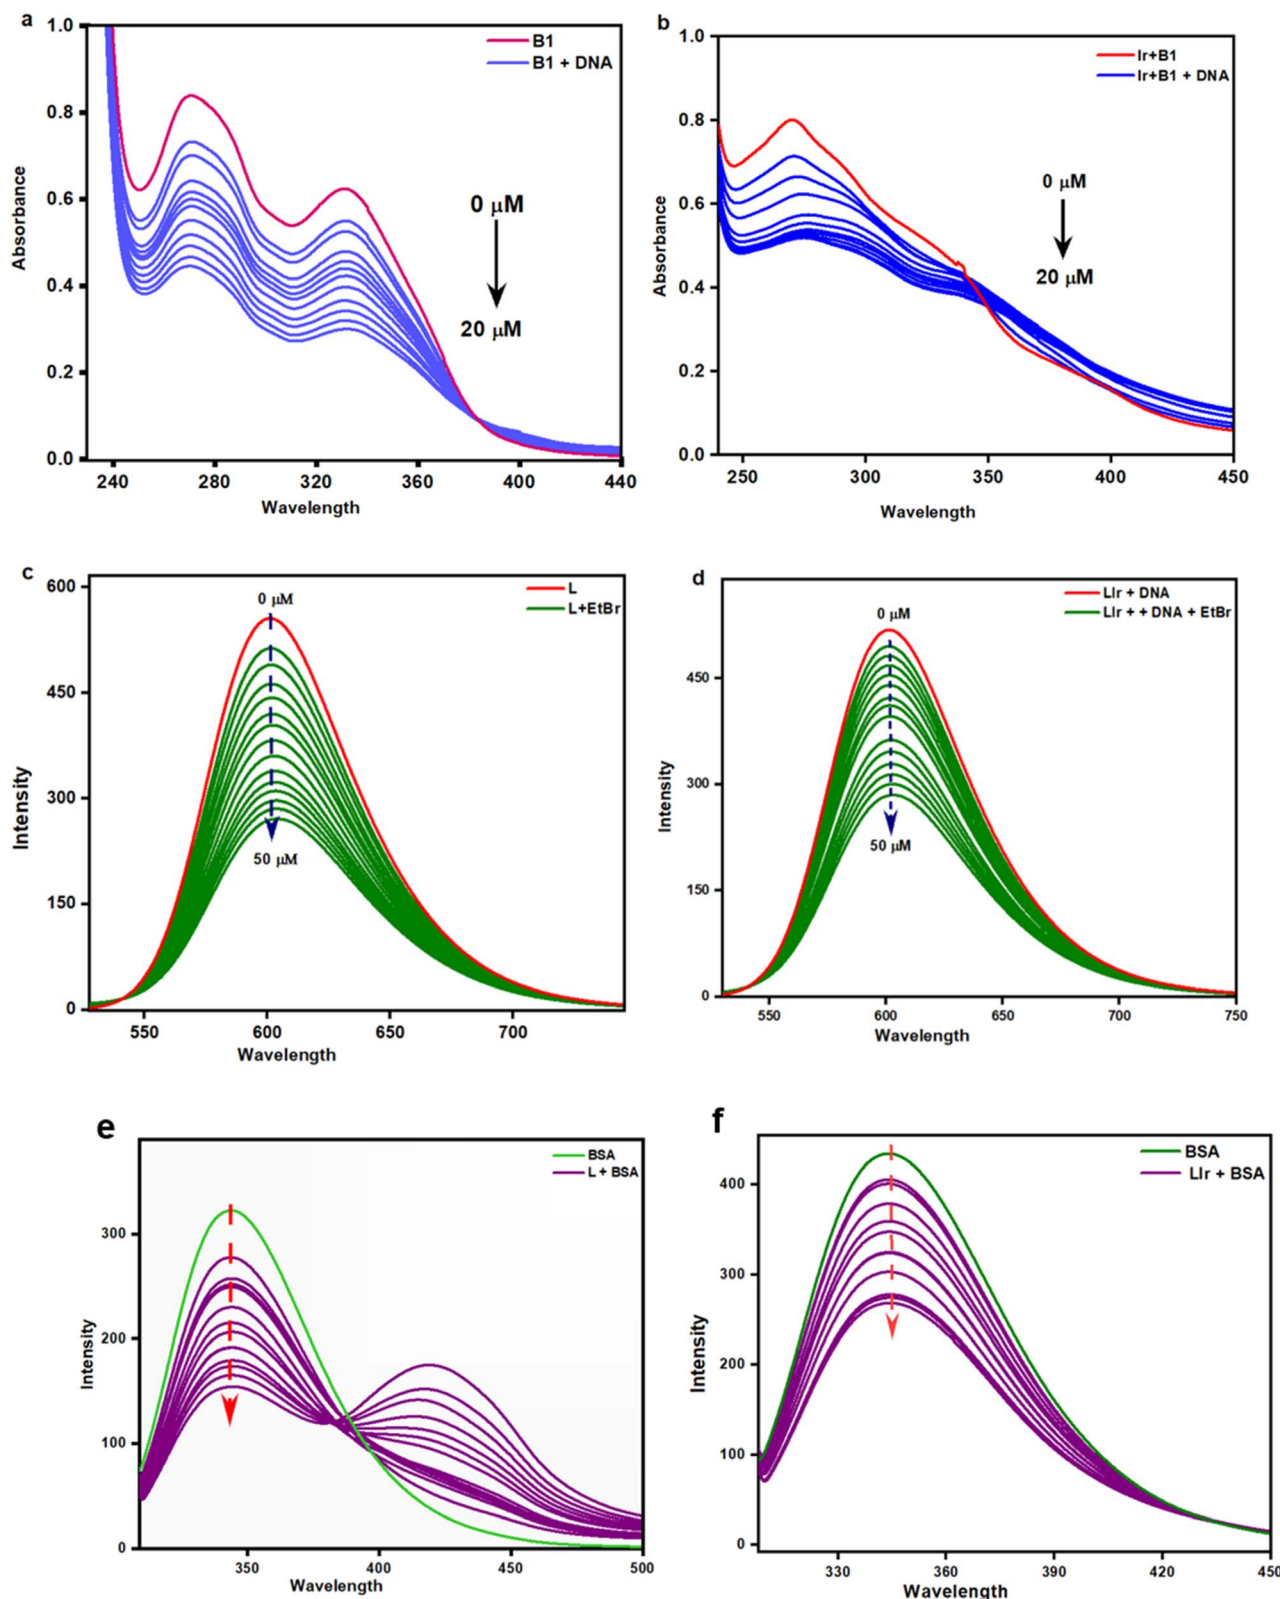 a
1.0
0.8
0.6
0.4
0.2
0.0
Absorbance
B1
B1 + DNA
0 μM
20 μM
240 280 320 360 400 440
Wavelength
b
1.0
0.8
0.6
0.4
0.2
0.0
Absorbance
Ir+B1
Ir+B1 + DNA
0 μM
20 μM
250 300 350 400 450
Wavelength
c
600
450
300
150
0
Intensity
L
L+EtBr
0 μM
50 μM
550 600 650 700
Wavelength
d
450
300
150
0
Intensity
LIr + DNA
LIr + + DNA + EtBr
0 μM
50 μM
550 600 650 700 750
Wavelength
e
300
200
100
0
Intensity
BSA
L + BSA
350 400 450 500
Wavelength
f
400
300
200
100
0
Intensity
BSA
LIr + BSA
330 360 390 420 450
Wavelength